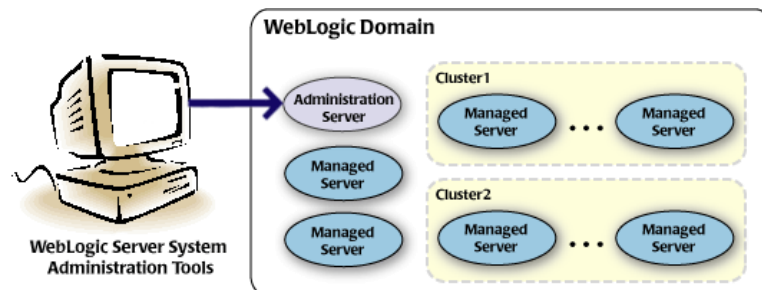 WebLogic Domain
Administration
Server
Managed
Server
Managed
Server
Cluster1
Managed
Server
...
Managed
Server
Cluster2
Managed
Server
...
Managed
Server
WebLogic Server System
Administration Tools